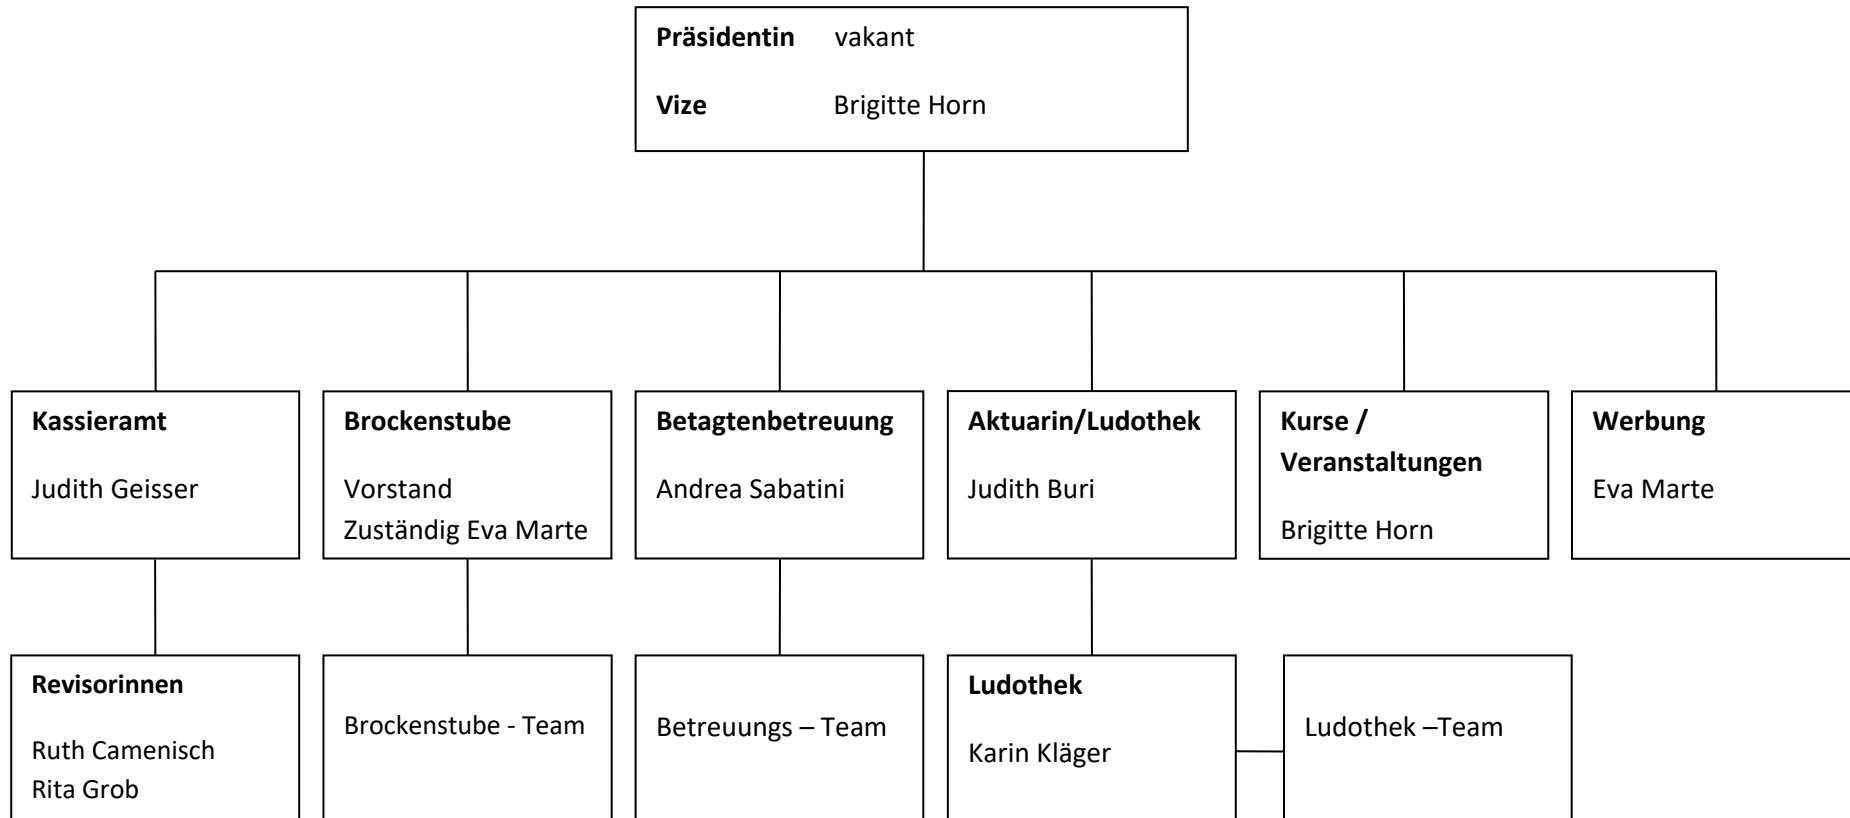 Präsidentin vakant
Vize Brigitte Horn
Kassieramt
Judith Geisser
Brockenstube
Vorstand
Zuständig Eva Marte
Betagtenbetreuung
Andrea Sabatini
Aktuarin/Ludothek
Judith Buri
Kurse /
Veranstaltungen
Brigitte Horn
Werbung
Eva Marte
Revisorinnen
Ruth Camenisch
Rita Grob
Brockenstube - Team
Betreuungs – Team
Ludothek
Karin Kläger
Ludothek –Team